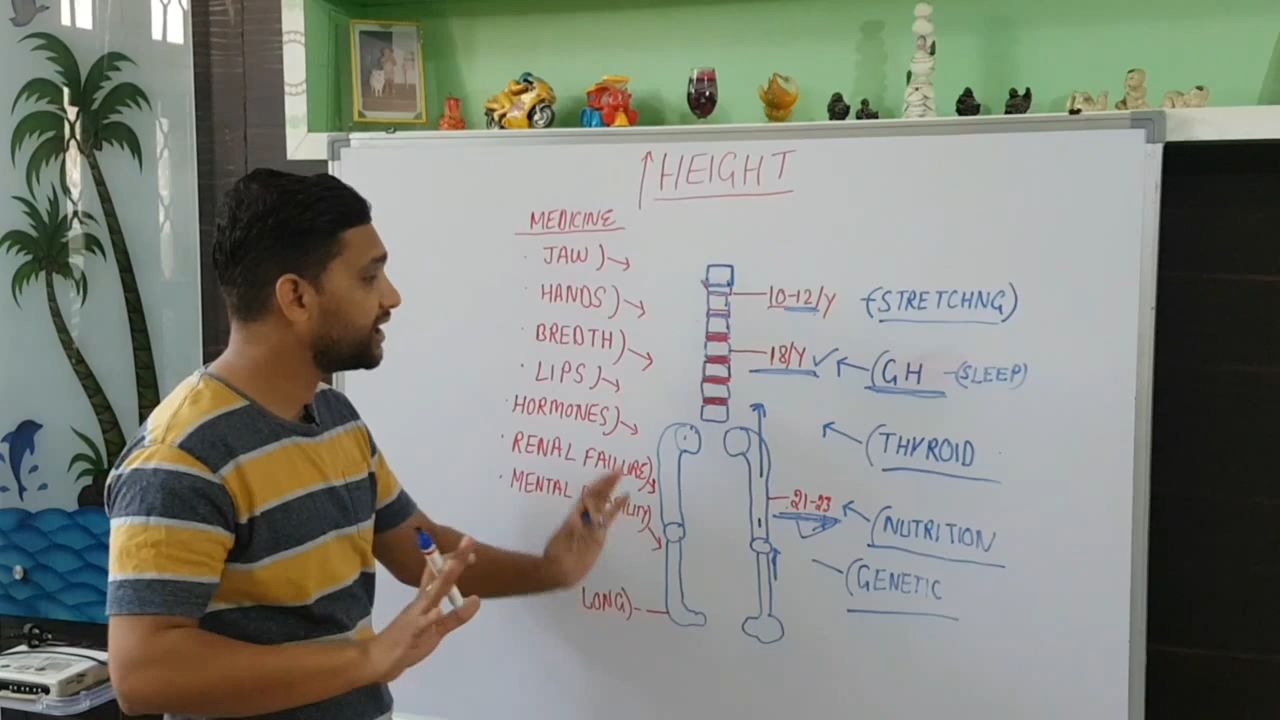 ↑HEIGHT
MEDICINE
· JAW)→
· HANDS)→
· BREDTH)→
· LIPS)→
· HORMONES)→
· RENAL FAILURE)
· MENTAL
LONG)-
10-12/Y (STRETCHNG)
18/Y ✓ ← (GH -(SLEEP)
← (THYROID
21-23 ← (NUTRITION
(GENETIC